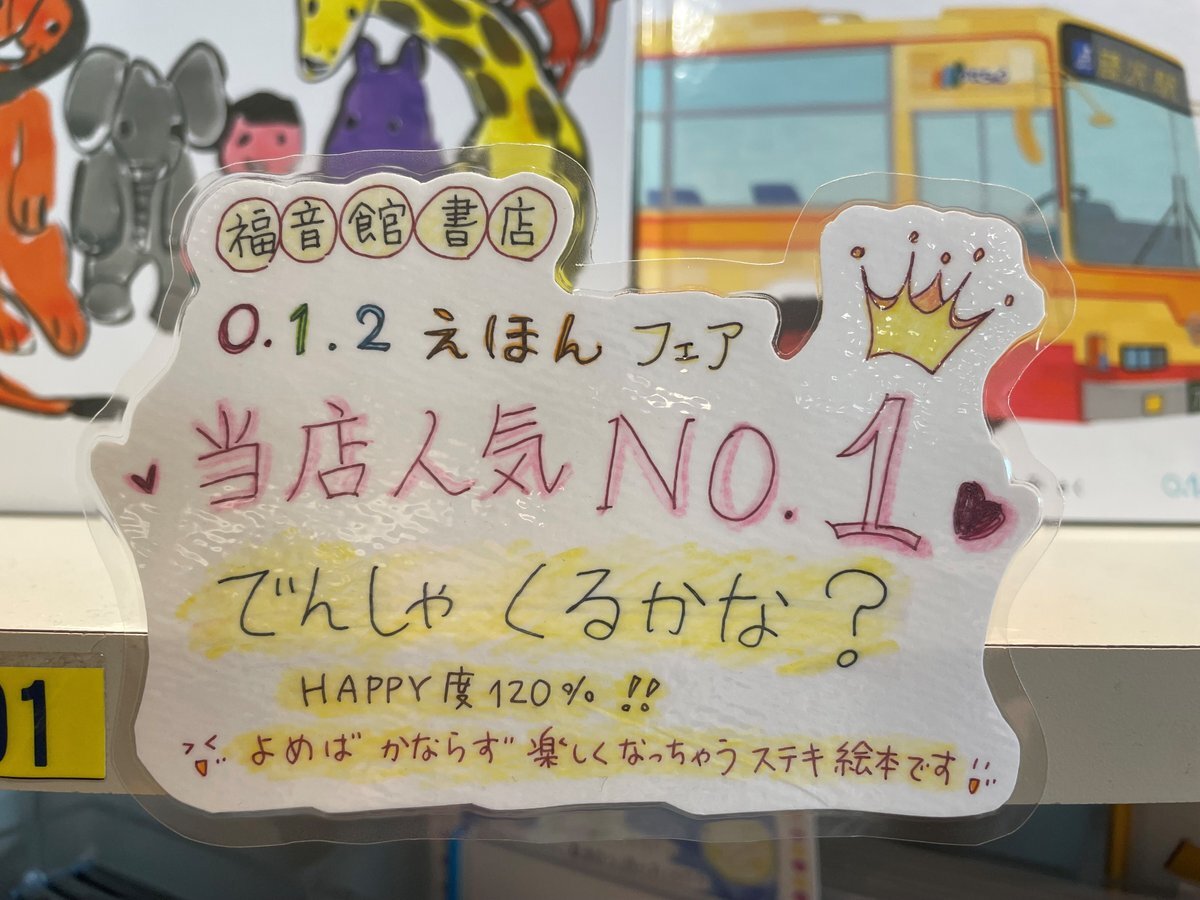 福音館書店
0.1.2 えほん フェア
当店人気 NO.1
でんしゃ くるかな?
HAPPY度120% !!
よめば かならず 楽しくなっちゃう ステキ絵本です
01